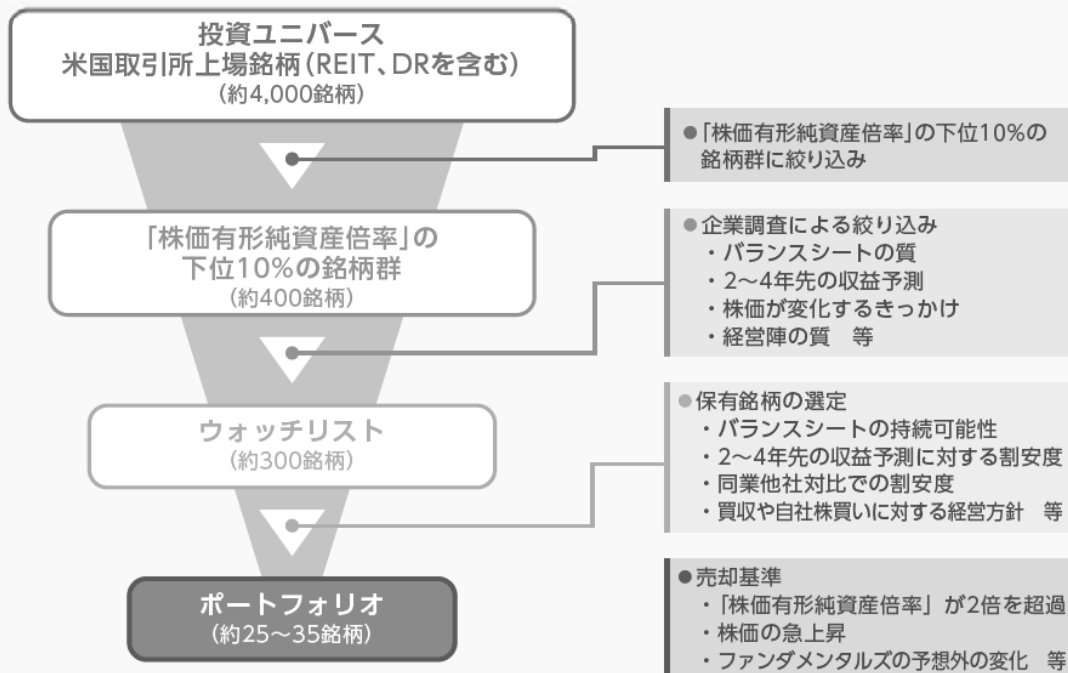 投資ユニバース
米国取引所上場銘柄（REIT、DRを含む）
（約4,000銘柄）
●「株価有形純資産倍率」の下位10%の
銘柄群に絞り込み
「株価有形純資産倍率」の
下位10%の銘柄群
（約400銘柄）
●企業調査による絞り込み
・バランスシートの質
・2～4年先の収益予測
・株価が変化するきっかけ
・経営陣の質　等
ウォッチリスト
（約300銘柄）
●保有銘柄の選定
・バランスシートの持続可能性
・2～4年先の収益予測に対する割安度
・同業他社対比での割安度
・買収や自社株買いに対する経営方針　等
ポートフォリオ
（約25～35銘柄）
●売却基準
・「株価有形純資産倍率」が2倍を超過
・株価の急上昇
・ファンダメンタルズの予想外の変化　等